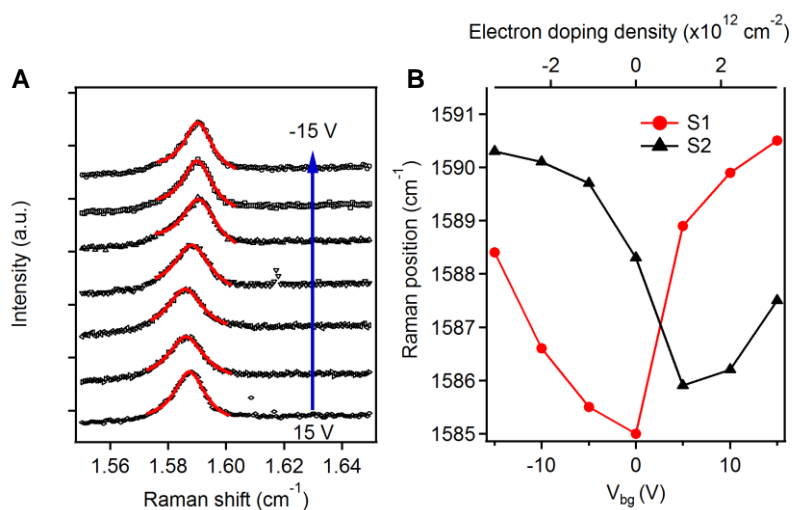 A
Intensity (a.u.)
-15 V
15 V
1.56 1.58 1.60 1.62 1.64
Raman shift (cm-1)
Electron doping density (x10^12 cm-2)
B
-2 0 2
S1
S2
1591
1590
1589
1588
1587
1586
1585
Raman position (cm-1)
-10 0 10
Vbg (V)